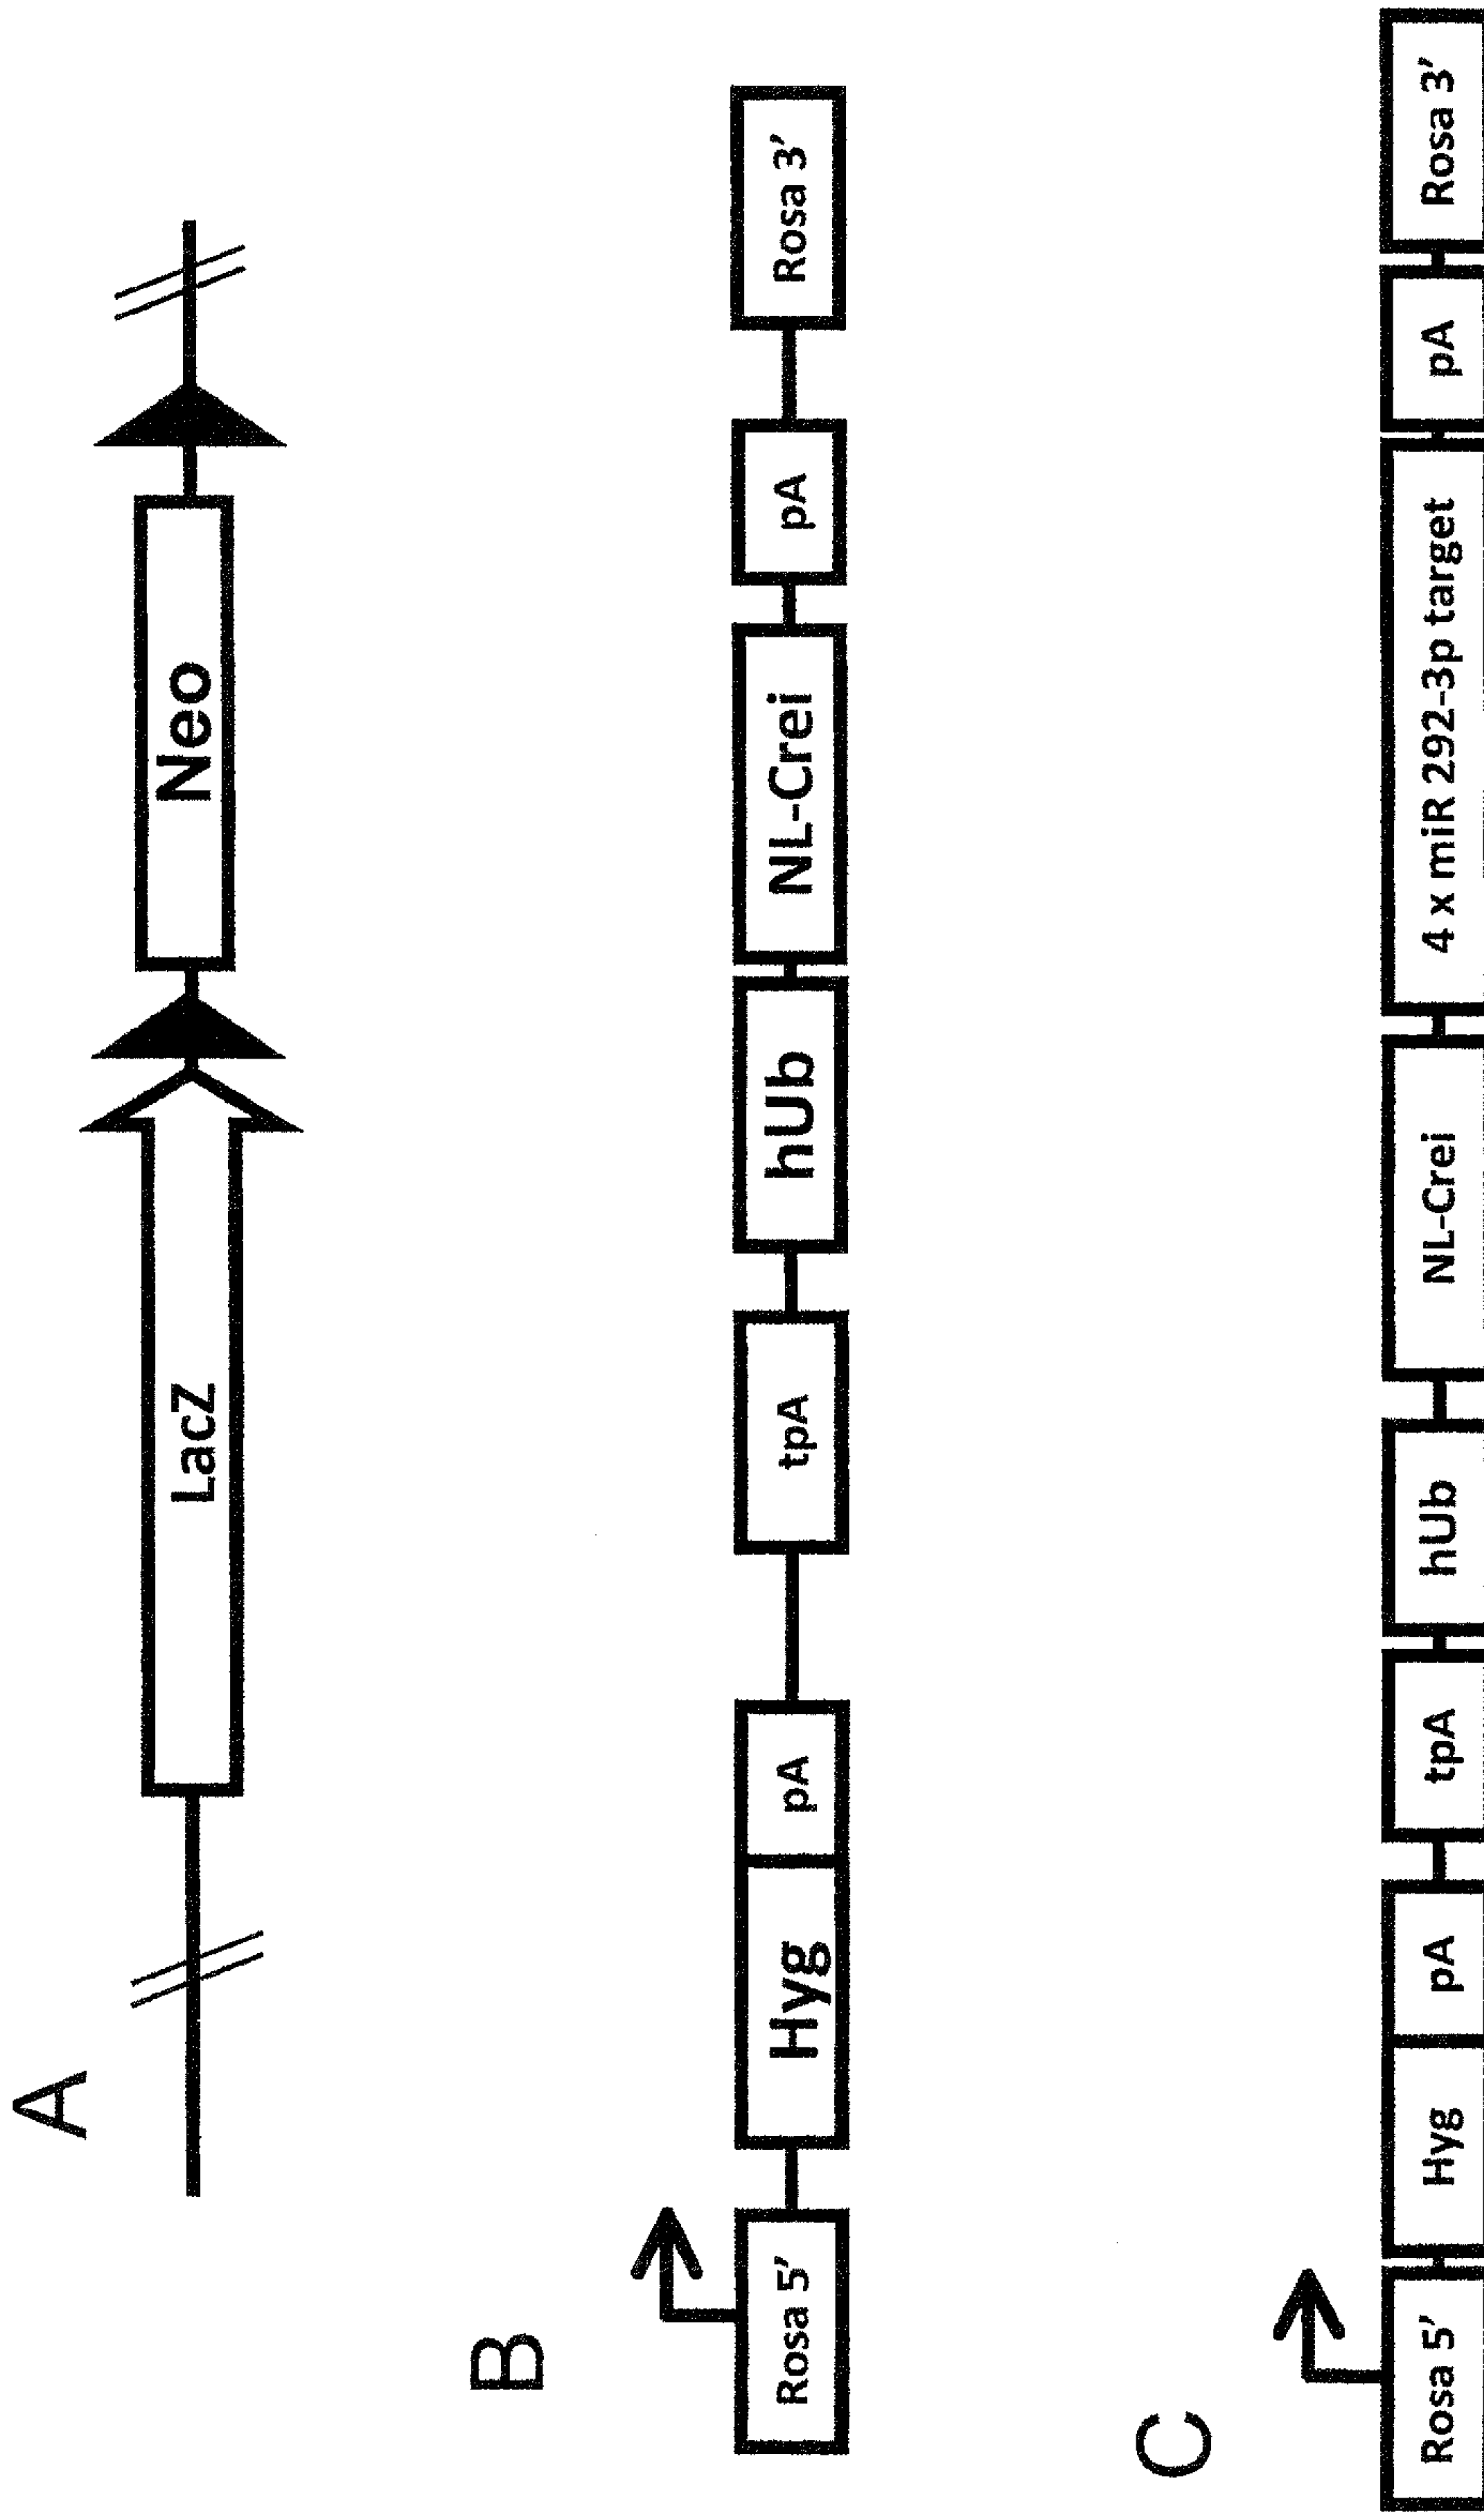 A
LacZ
Neo
B
Rosa 5’
Hyg
pA
tpA
hUb
NL-Crei
pA
Rosa 3’
C
Rosa 5’
Hyg
pA
tpA
hUb
NL-Crei
4 x miR 292-3p target
pA
Rosa 3’